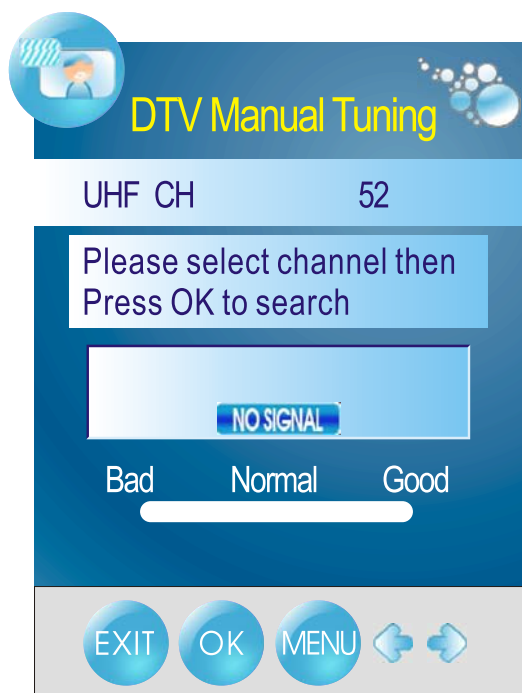 DTV Manual Tuning
UHF CH 52
Please select channel then
Press OK to search
NO SIGNAL
Bad Normal Good
EXIT OK MENU